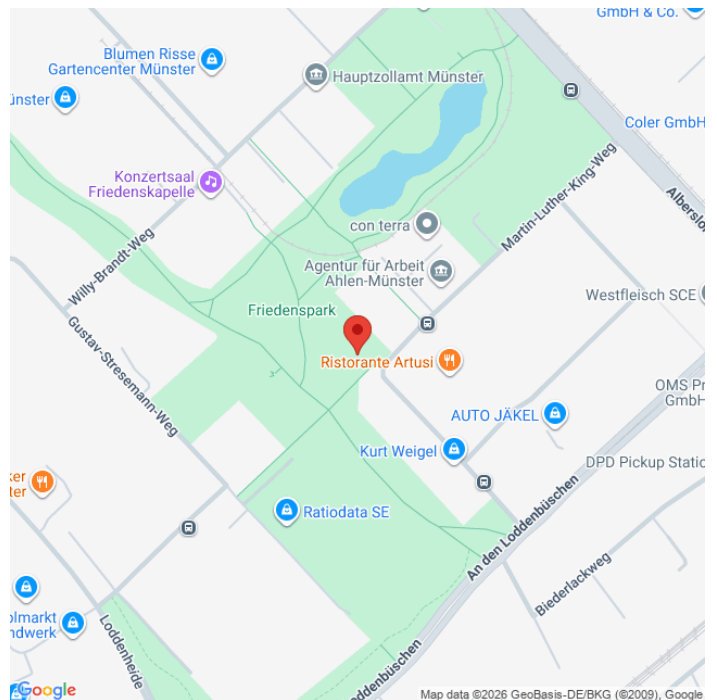 GmbH & Co.
Blumen Risse
Gartencenter Münster
Hauptzollamt Münster
ünster
Coler GmbH
Konzertsaal
Friedenskapelle
Martin-Luther-King-Weg
con terra
Albersloh
Agentur für Arbeit
Ahlen-Münster
Willy-Brandt-Weg
Westfleisch SCE
Friedenspark
Gustav-Stresemann-Weg
Ristorante Artusi
OMS Pr
GmbH
AUTO JÄKEL
Kurt Weigel
DPD Pickup Statio
ker
ter
Ratiodata SE
An den Loddenbüschen
Biederlackweg
olmarkt
ndwerk
Loddenheide
Loddenbüschen
Google
Map data ©2026 GeoBasis-DE/BKG (©2009), Google